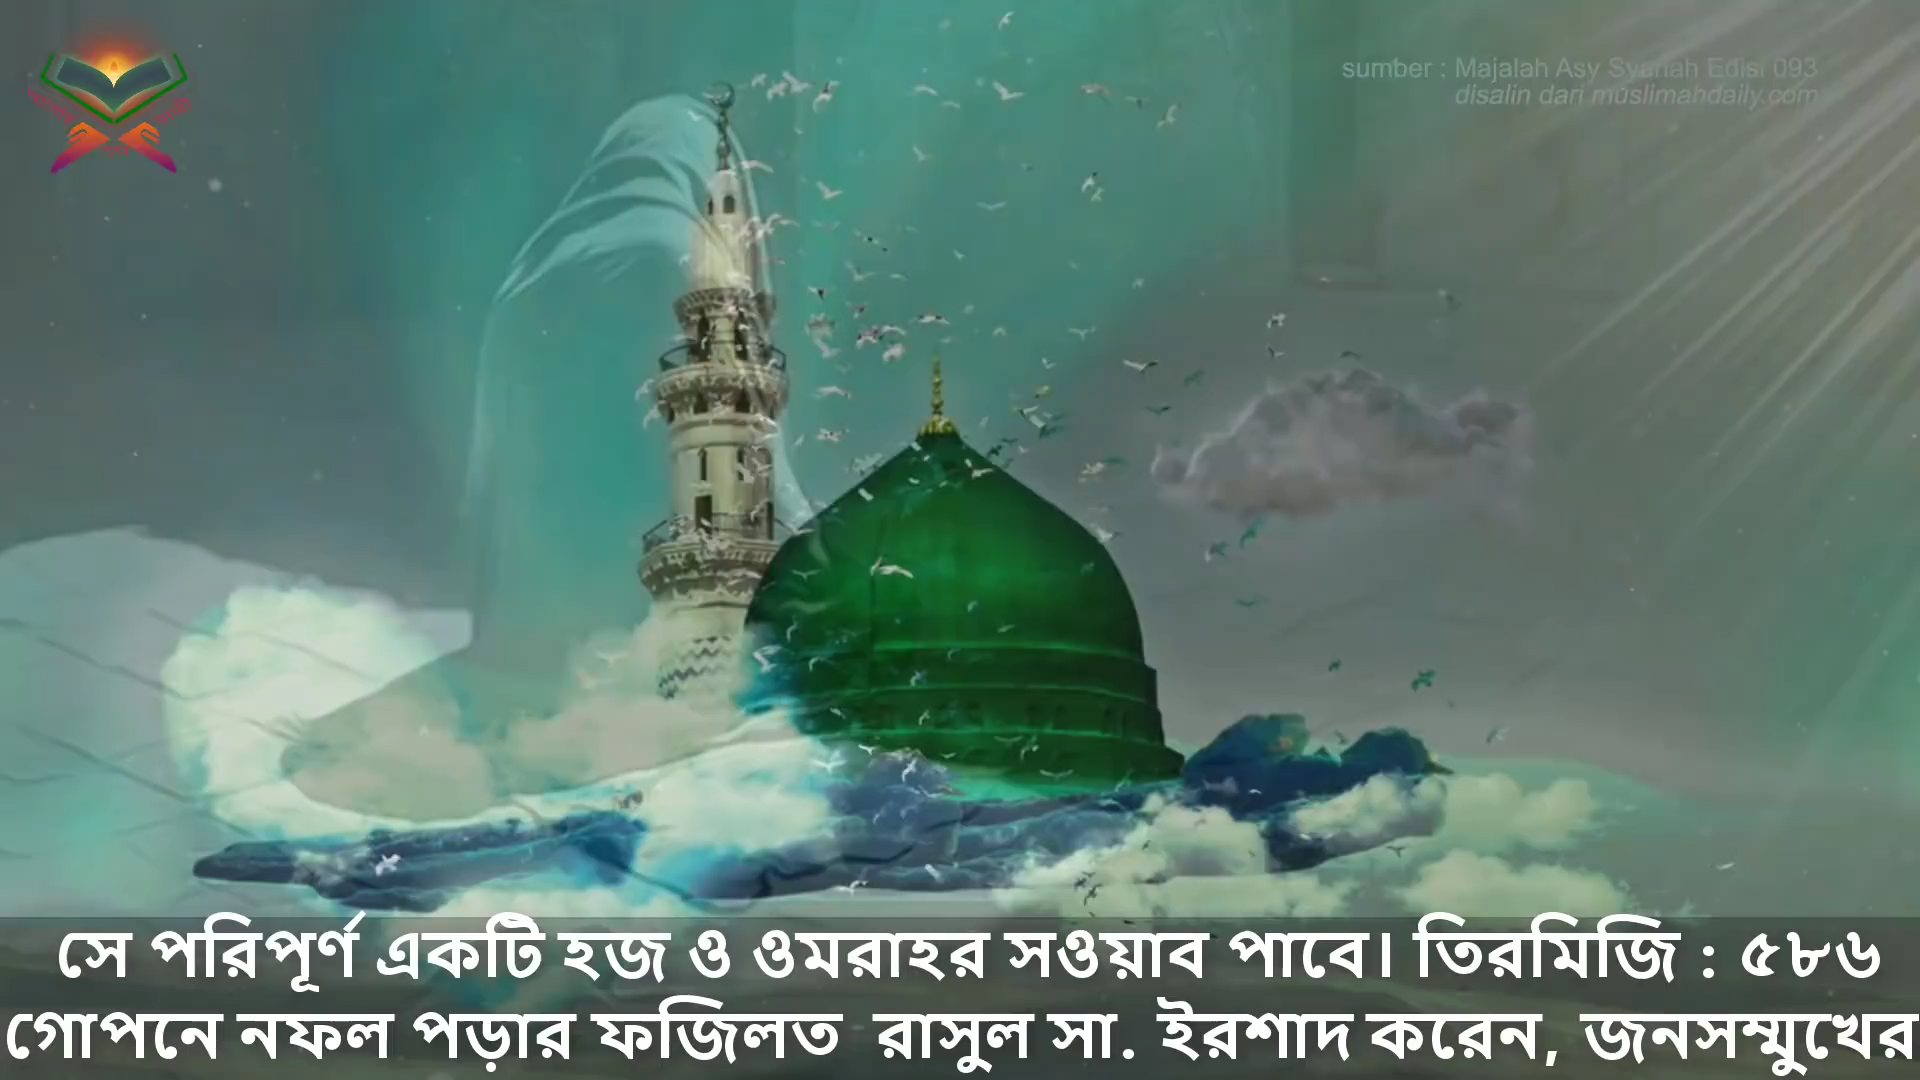 sumber : Majalah Asy Syariah Edisi 093
disalin dari muslimahdaily.com
সে পরিপূর্ণ একটি হজ ও ওমরাহর সওয়াব পাবে। তিরমিজি : ৫৮৬
গোপনে নফল পড়ার ফজিলত রাসুল সা. ইরশাদ করেন, জনসম্মুখের